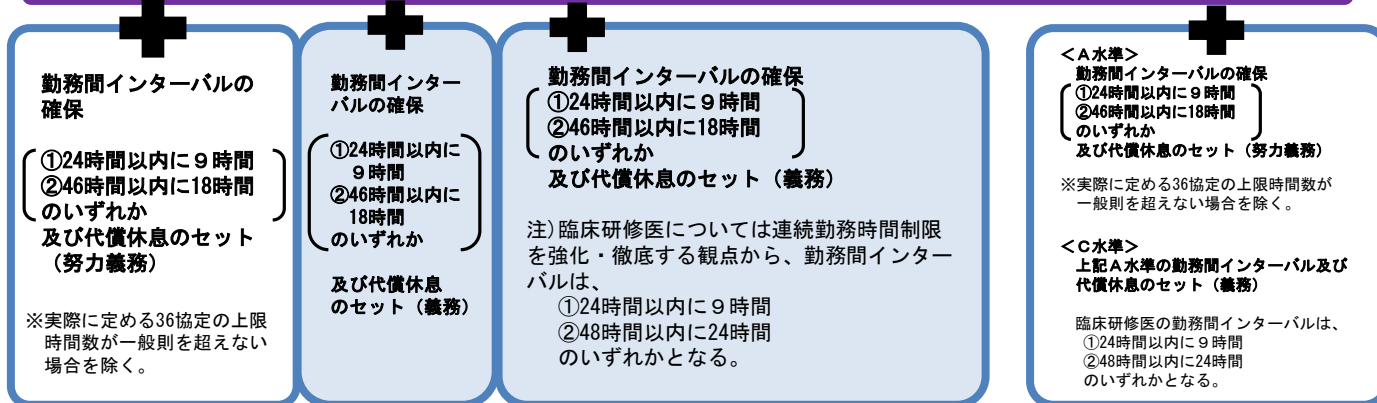 勤務間インターバルの
確保
①24時間以内に９時間
②46時間以内に18時間
のいずれか
及び代償休息のセット
（努力義務）
※実際に定める36協定の上限
時間数が一般則を超えない
場合を除く。
勤務間インター
バルの確保
①24時間以内に
９時間
②46時間以内に
18時間
のいずれか
及び代償休息
のセット（義務）
勤務間インターバルの確保
①24時間以内に９時間
②46時間以内に18時間
のいずれか
及び代償休息のセット（義務）
注）臨床研修医については連続勤務時間制限
を強化・徹底する観点から、勤務間インター
バルは、
①24時間以内に９時間
②48時間以内に24時間
のいずれかとなる。
＜Ａ水準＞
勤務間インターバルの確保
①24時間以内に９時間
②46時間以内に18時間
のいずれか
及び代償休息のセット（努力義務）
※実際に定める36協定の上限時間数が
一般則を超えない場合を除く。
＜Ｃ水準＞
上記Ａ水準の勤務間インターバル及び
代償休息のセット（義務）
臨床研修医の勤務間インターバルは、
①24時間以内に９時間
②48時間以内に24時間
のいずれかとなる。